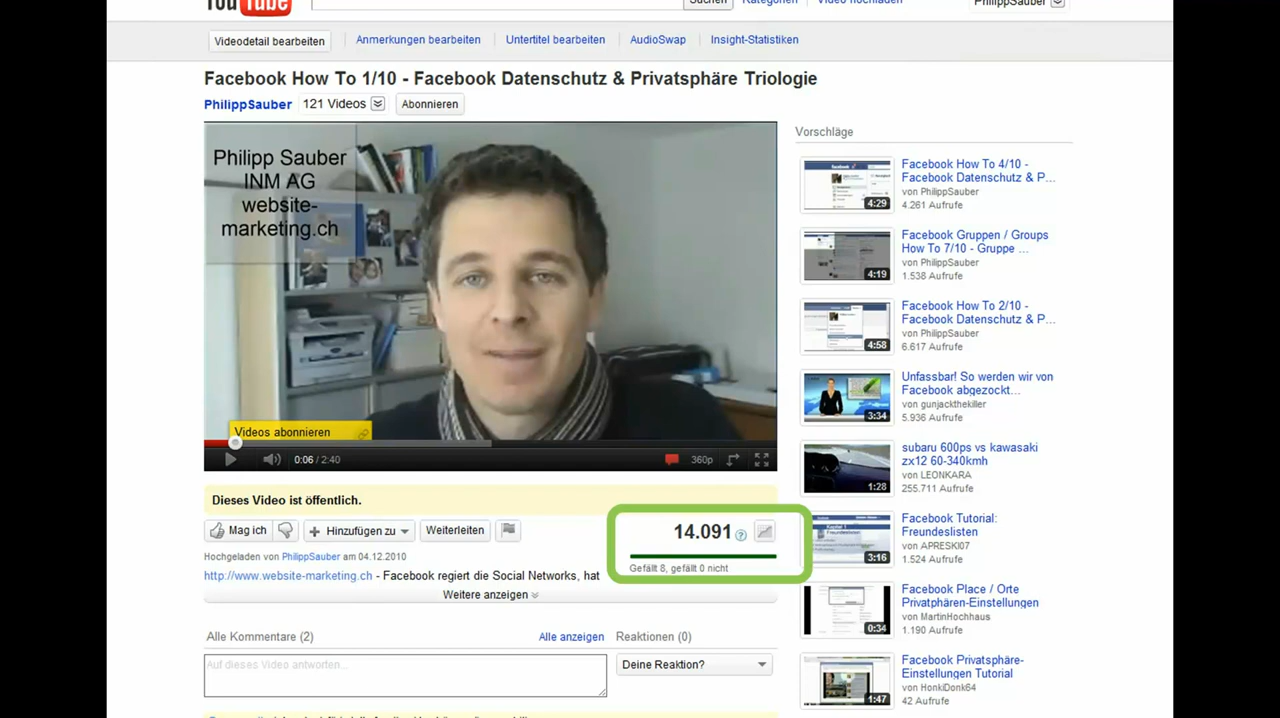 You Tube
Suchen
Kategorien
Video hochladen
PhilippSauber
Videodetail bearbeiten
Anmerkungen bearbeiten
Untertitel bearbeiten
AudioSwap
Insight-Statistiken
Facebook How To 1/10 - Facebook Datenschutz & Privatsphäre Triologie
PhilippSauber
121 Videos
Abonnieren
Philipp Sauber
INM AG
website-
marketing.ch
Videos abonnieren
0:06 / 2:40
360p
Dieses Video ist öffentlich.
Mag ich
Hinzufügen zu
Weiterleiten
14.091
Gefällt 8, gefällt 0 nicht
Hochgeladen von PhilippSauber am 04.12.2010
http://www.website-marketing.ch - Facebook regiert die Social Networks, hat
Weitere anzeigen
Alle Kommentare (2)
Alle anzeigen
Auf dieses Video antworten...
Reaktionen (0)
Deine Reaktion?
Vorschläge
4:29
Facebook How To 4/10 -
Facebook Datenschutz & P...
von PhilippSauber
4.261 Aufrufe
4:19
Facebook Gruppen / Groups
How To 7/10 - Gruppe ...
von PhilippSauber
1.538 Aufrufe
4:58
Facebook How To 2/10 -
Facebook Datenschutz & P...
von PhilippSauber
6.617 Aufrufe
3:34
Unfassbar! So werden wir von
Facebook abgezockt...
von gunjackthekiller
5.936 Aufrufe
1:28
subaru 600ps vs kawasaki
zx12 60-340kmh
von LEONKARA
255.711 Aufrufe
3:16
Facebook Tutorial:
Freundeslisten
von APRESKI07
1.524 Aufrufe
0:34
Facebook Place / Orte
Privatphären-Einstellungen
von MartinHochhaus
1.190 Aufrufe
1:47
Facebook Privatsphäre-
Einstellungen Tutorial
von HonkiDonk64
42 Aufrufe